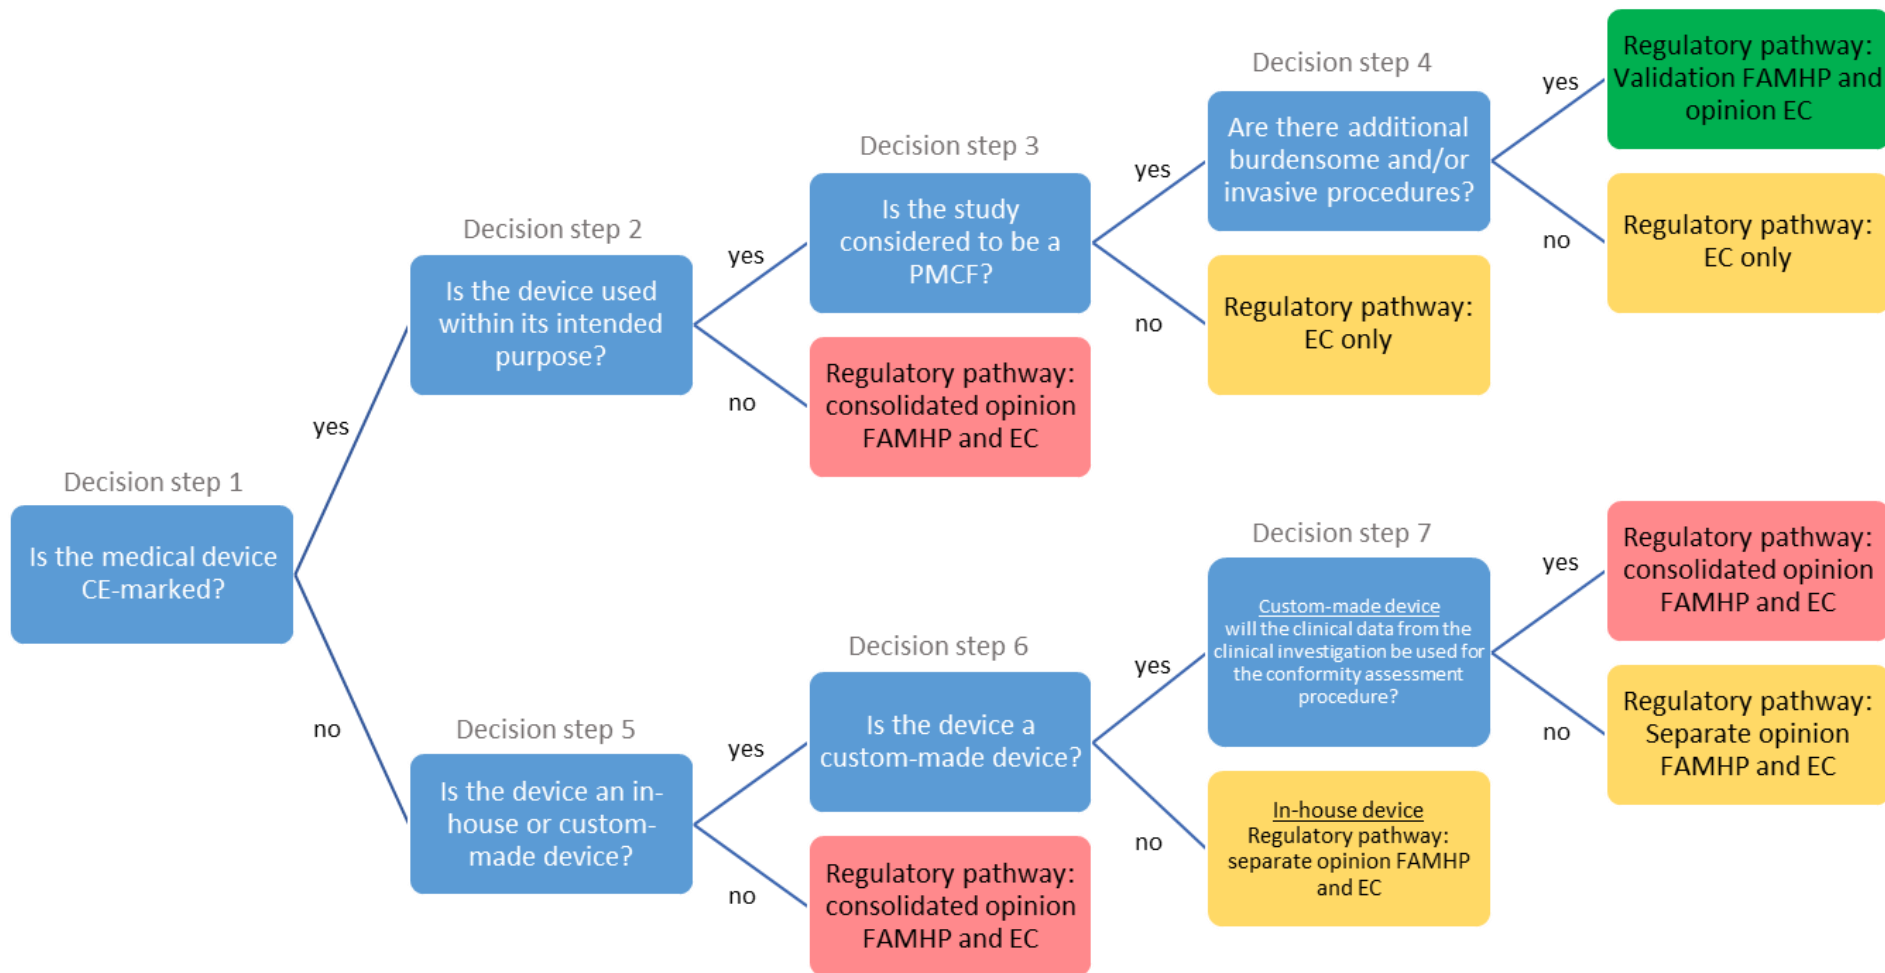 Decision step 1
Is the medical device
CE-marked?
yes
no
Decision step 2
Is the device used
within its intended
purpose?
yes
no
Decision step 3
Is the study
considered to be a
PMCF?
yes
no
Regulatory pathway:
consolidated opinion
FAMHP and EC
Decision step 4
Are there additional
burdensome and/or
invasive procedures?
yes
no
Regulatory pathway:
EC only
Regulatory pathway:
Validation FAMHP and
opinion EC
Regulatory pathway:
EC only
Decision step 5
Is the device an in-
house or custom-
made device?
yes
no
Decision step 6
Is the device a
custom-made device?
yes
no
Regulatory pathway:
consolidated opinion
FAMHP and EC
Decision step 7
Custom-made device
will the clinical data from the
clinical investigation be used for
the conformity assessment
procedure?
yes
no
In-house device
Regulatory pathway:
separate opinion FAMHP
and EC
Regulatory pathway:
consolidated opinion
FAMHP and EC
Regulatory pathway:
Separate opinion
FAMHP and EC